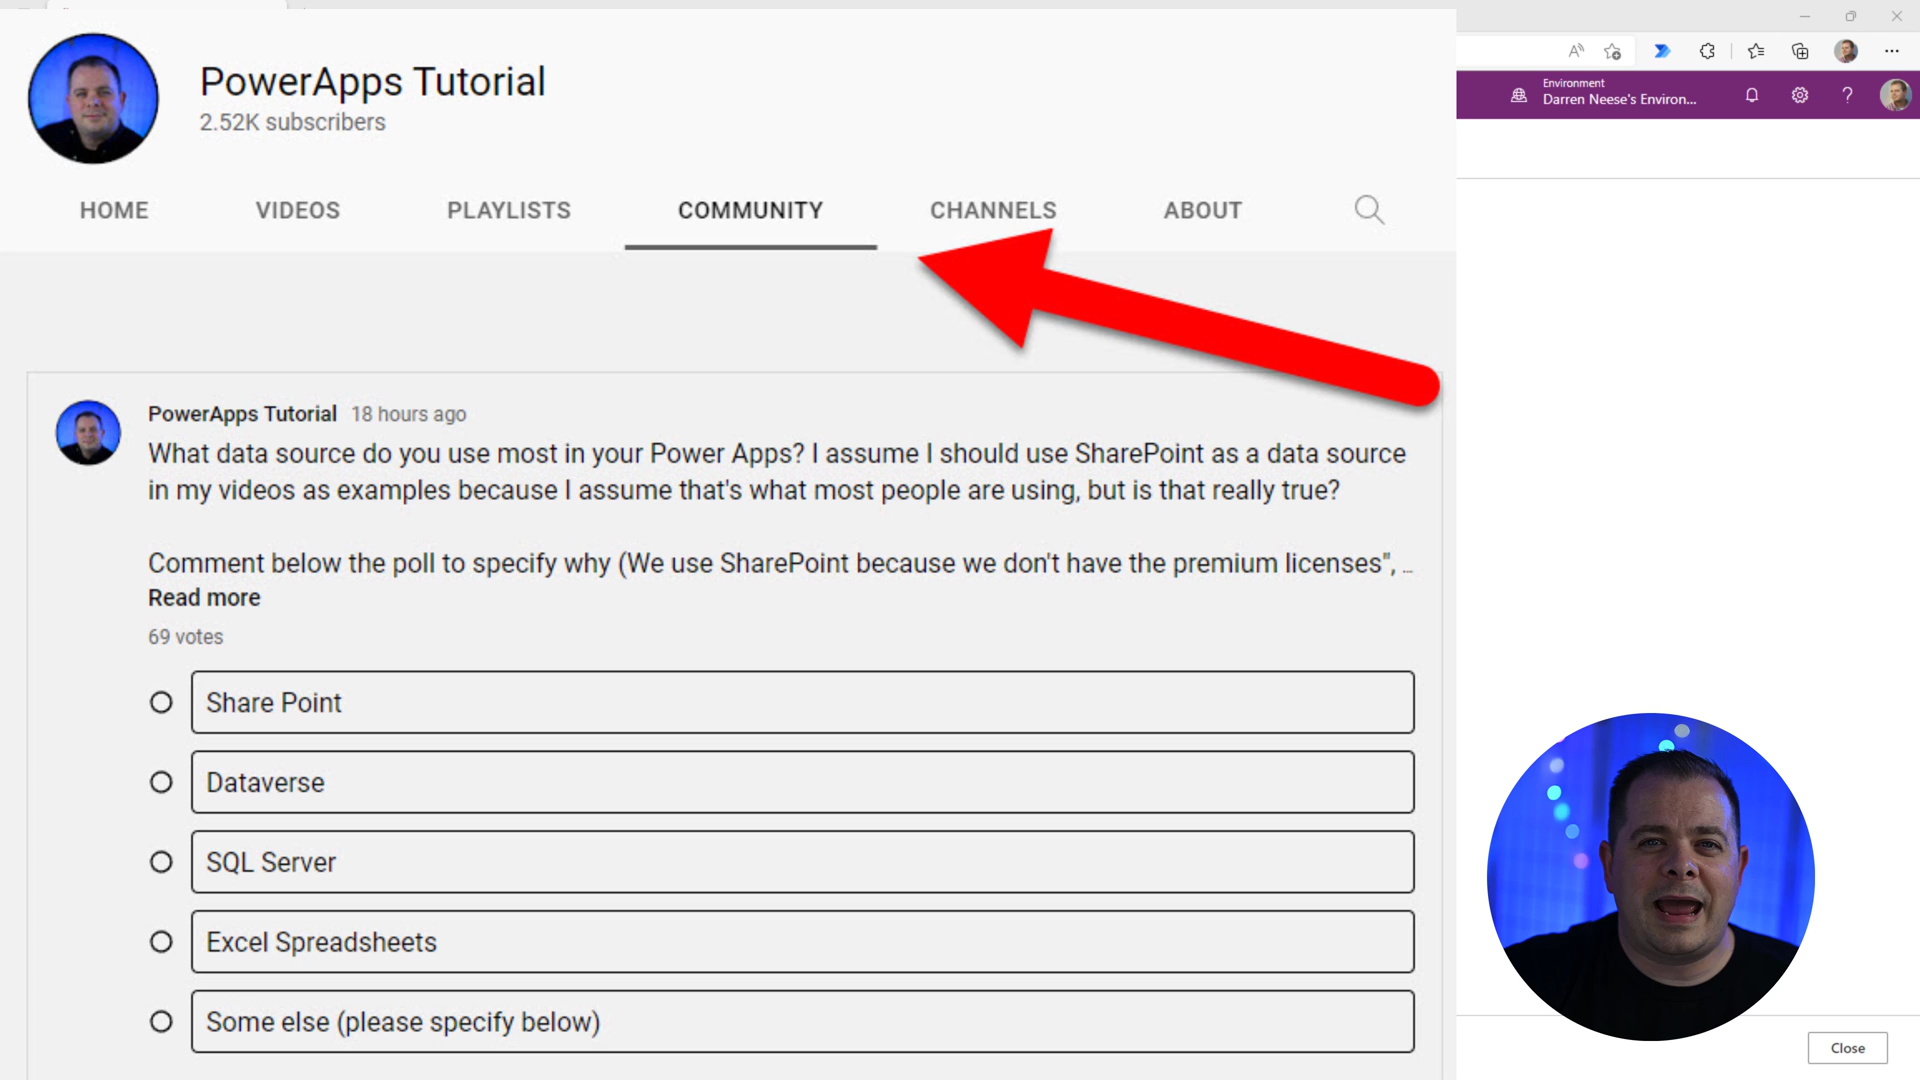 PowerApps Tutorial
2.52K subscribers
HOME VIDEOS PLAYLISTS COMMUNITY CHANNELS ABOUT
Environment
Darren Neese's Environ...
PowerApps Tutorial 18 hours ago
What data source do you use most in your Power Apps? I assume I should use SharePoint as a data source
in my videos as examples because I assume that's what most people are using, but is that really true?
Comment below the poll to specify why (We use SharePoint because we don't have the premium licenses", ...
Read more
69 votes
Share Point
Dataverse
SQL Server
Excel Spreadsheets
Some else (please specify below)
Close